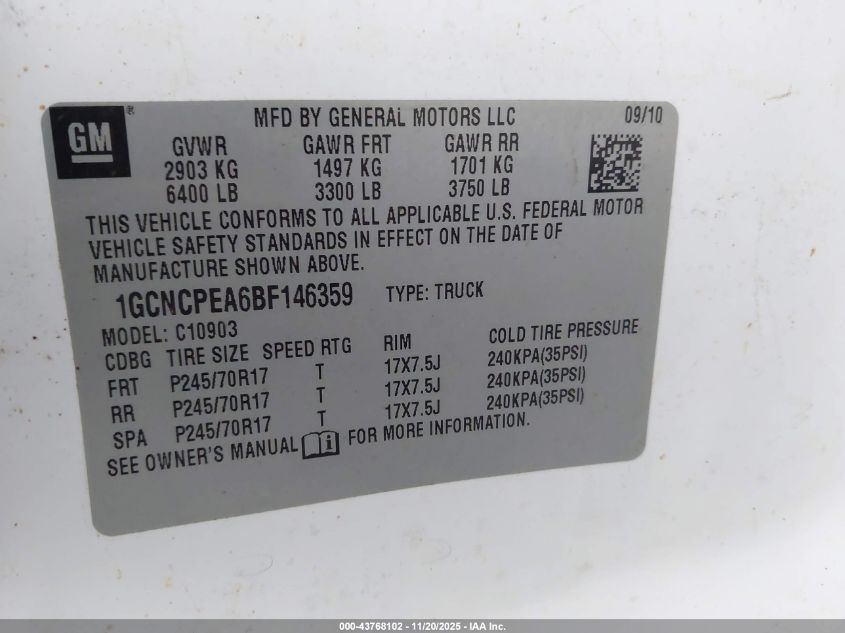 GM ®
MFD BY GENERAL MOTORS LLC 09/10
GVWR GAWR FRT GAWR RR
2903 KG 1497 KG 1701 KG
6400 LB 3300 LB 3750 LB
THIS VEHICLE CONFORMS TO ALL APPLICABLE U.S. FEDERAL MOTOR
VEHICLE SAFETY STANDARDS IN EFFECT ON THE DATE OF
MANUFACTURE SHOWN ABOVE.
1GCNCPEA6BF146359 TYPE: TRUCK
MODEL: C10903
CDBG TIRE SIZE SPEED RTG RIM COLD TIRE PRESSURE
FRT P245/70R17 T 17X7.5J 240KPA(35PSI)
RR P245/70R17 T 17X7.5J 240KPA(35PSI)
SPA P245/70R17 T 17X7.5J 240KPA(35PSI)
SEE OWNER'S MANUAL i FOR MORE INFORMATION.
000-43768102 - 11/20/2025 - IAA Inc.